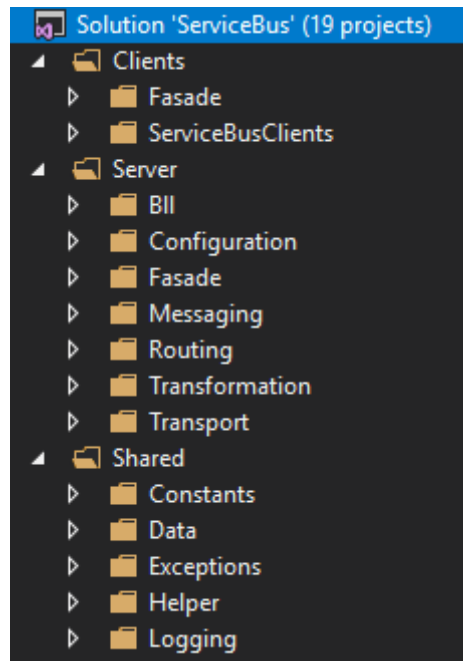 Solution 'ServiceBus' (19 projects)
Clients
Fasade
ServiceBusClients
Server
Bll
Configuration
Fasade
Messaging
Routing
Transformation
Transport
Shared
Constants
Data
Exceptions
Helper
Logging